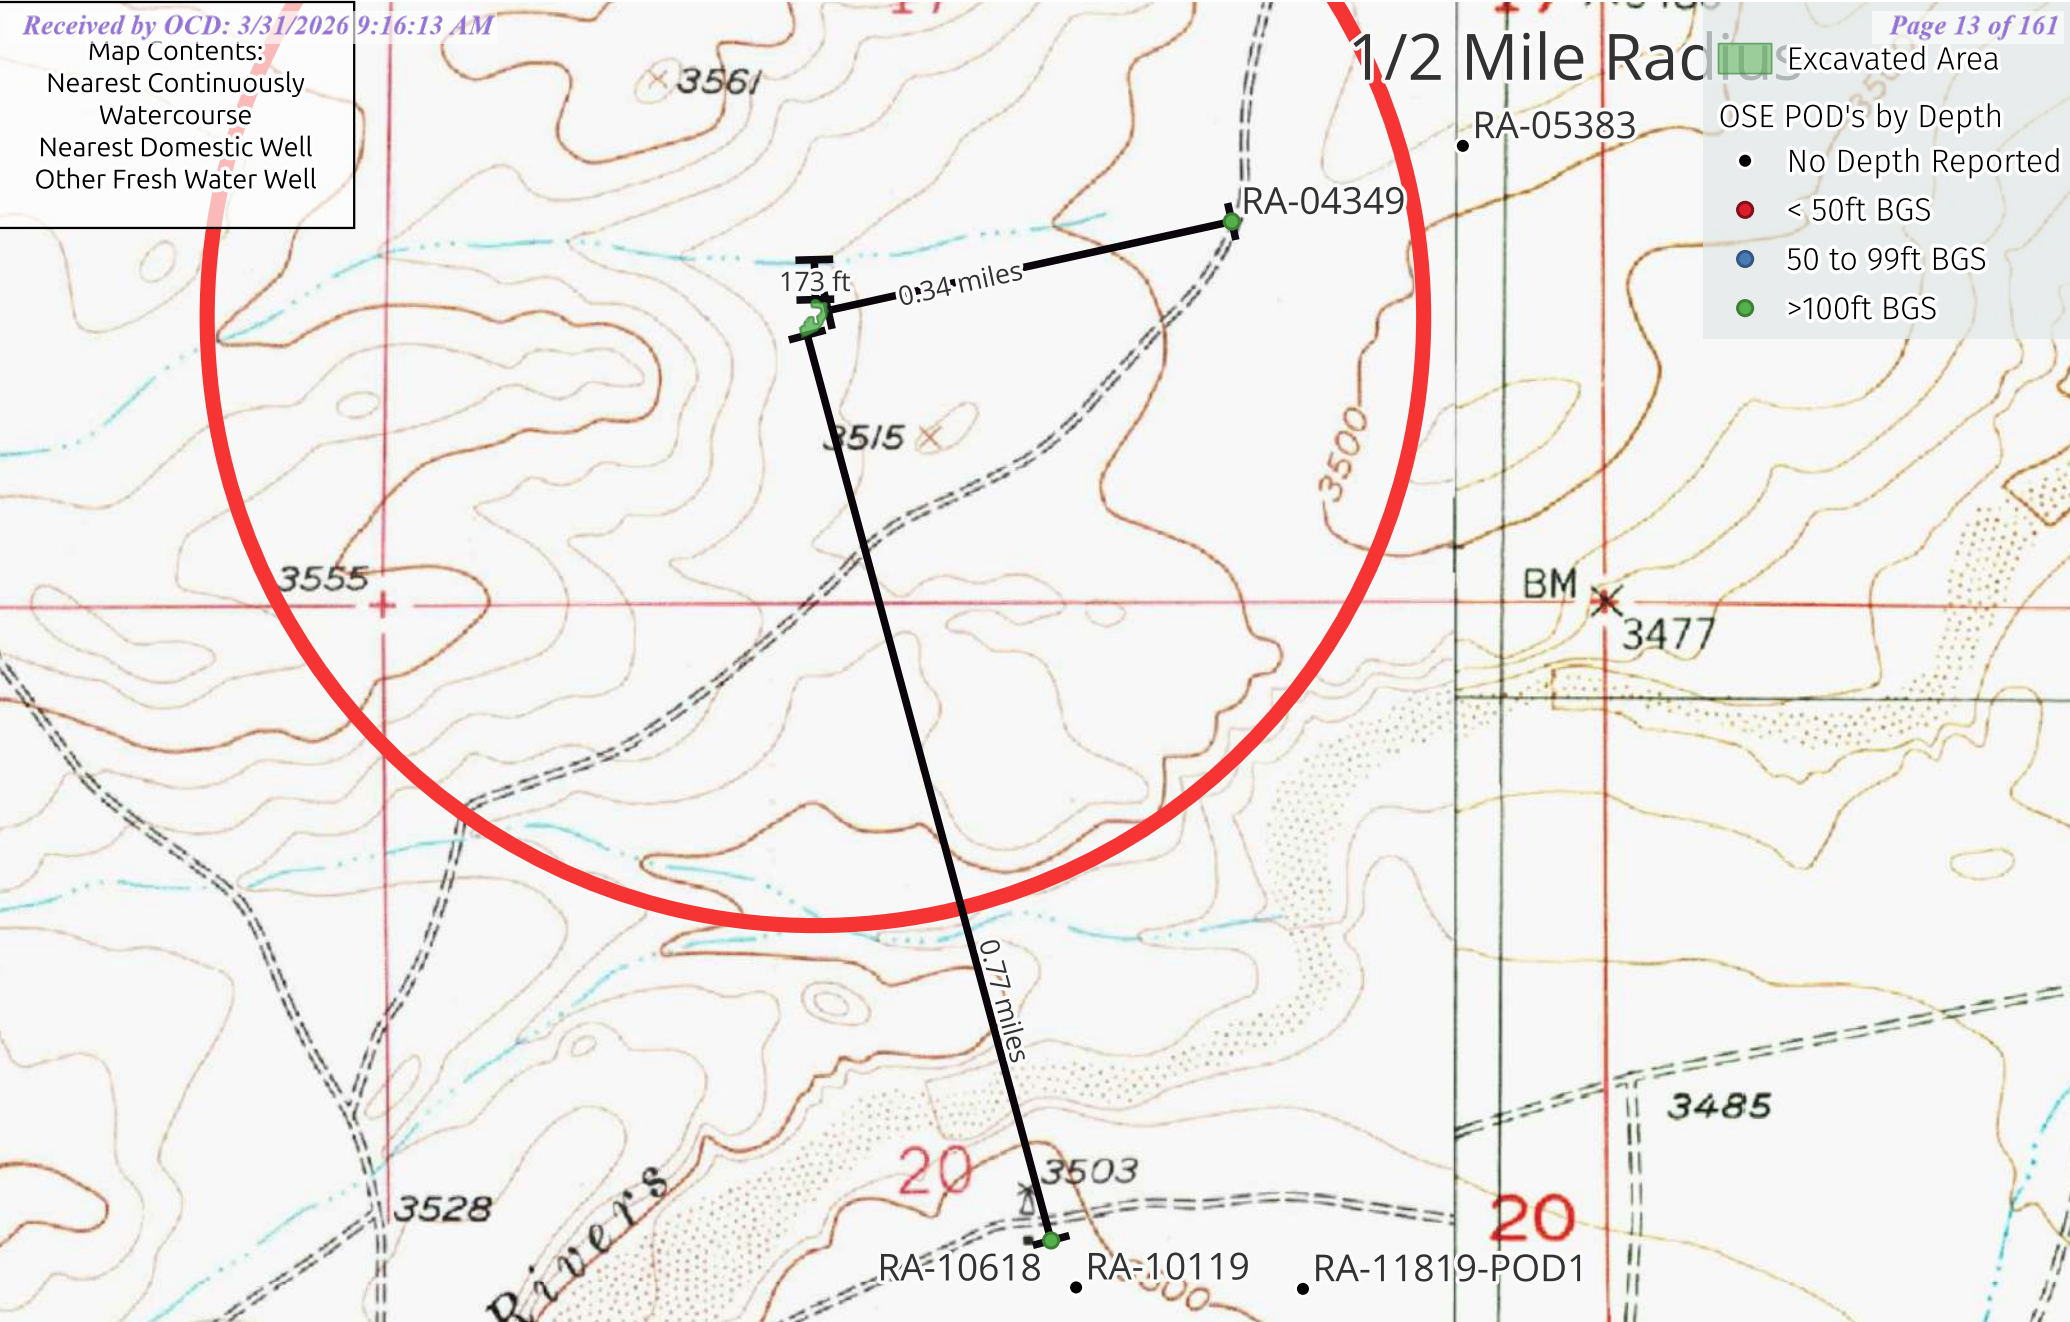 Received by OCD: 3/31/2026 9:16:13 AM
Page 13 of 161
Map Contents:
Nearest Continuously
Watercourse
Nearest Domestic Well
Other Fresh Water Well
1/2 Mile Radius
Excavated Area
OSE POD's by Depth
No Depth Reported
< 50ft BGS
50 to 99ft BGS
>100ft BGS
17
17
3561
RA-05383
RA-04349
173 ft
0.34 miles
3515
3500
3555
BM
3477
0.77 miles
3485
20
3503
3528
20
Rivers
RA-10618
RA-10119
RA-11819-POD1